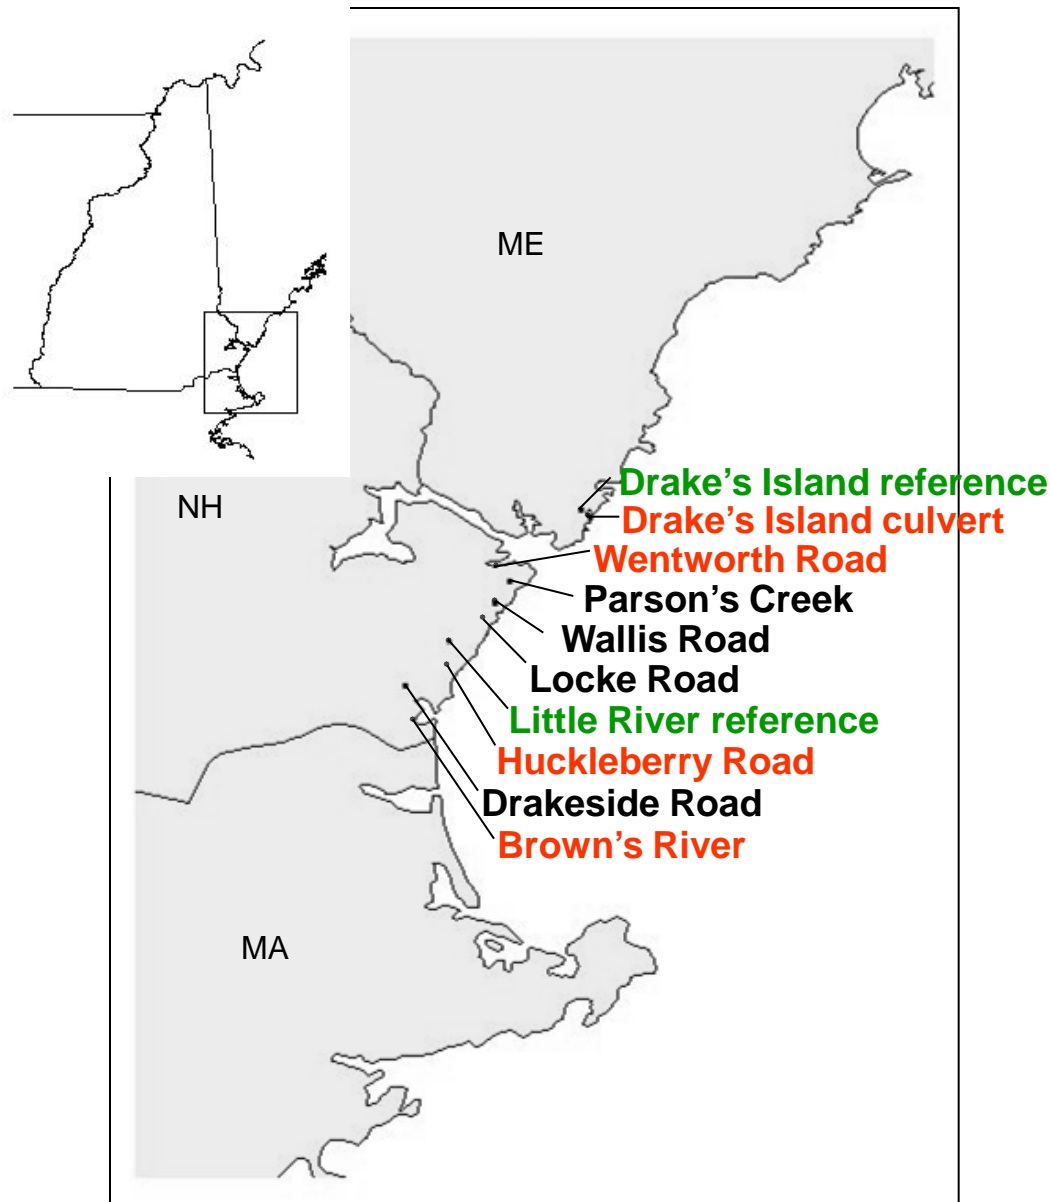 ME
NH
Drake’s Island reference
Drake’s Island culvert
Wentworth Road
Parson’s Creek
Wallis Road
Locke Road
Little River reference
Huckleberry Road
Drakeside Road
Brown’s River
MA